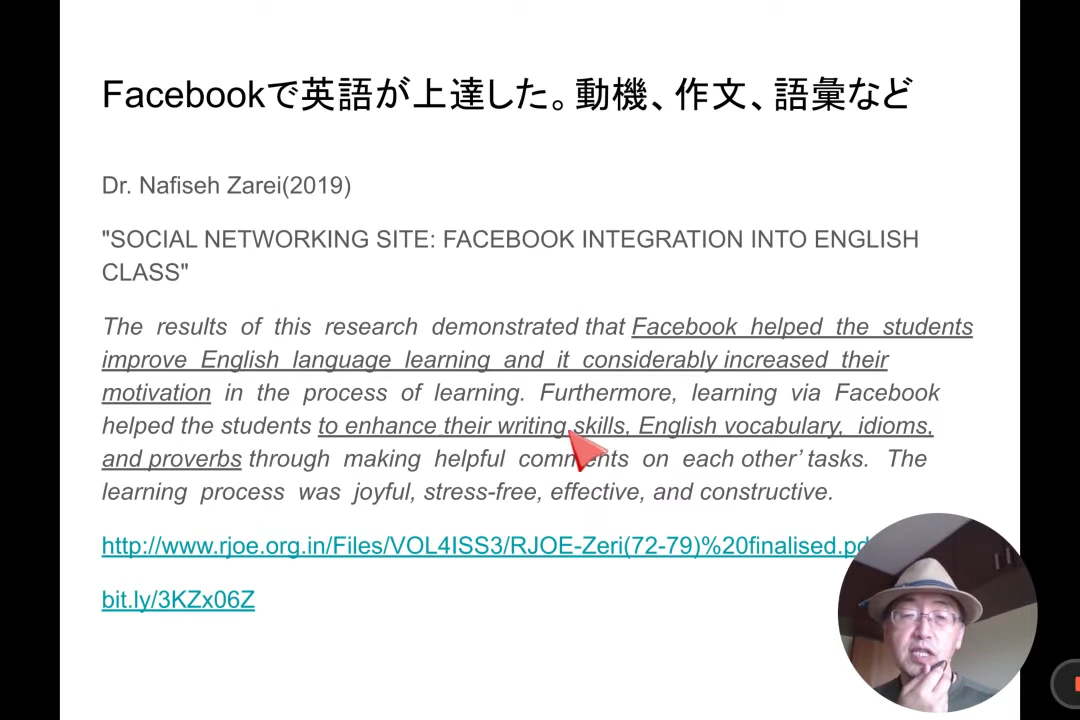 Facebookで英語が上達した。動機、作文、語彙など
Dr. Nafiseh Zarei(2019)
"SOCIAL NETWORKING SITE: FACEBOOK INTEGRATION INTO ENGLISH
CLASS"
The results of this research demonstrated that Facebook helped the students
improve English language learning and it considerably increased their
motivation in the process of learning. Furthermore, learning via Facebook
helped the students to enhance their writing skills, English vocabulary, idioms,
and proverbs through making helpful comments on each other’ tasks. The
learning process was joyful, stress-free, effective, and constructive.
http://www.rjoe.org.in/Files/VOL4ISS3/RJOE-Zeri(72-79)%20finalised.pd
bit.ly/3KZx06Z